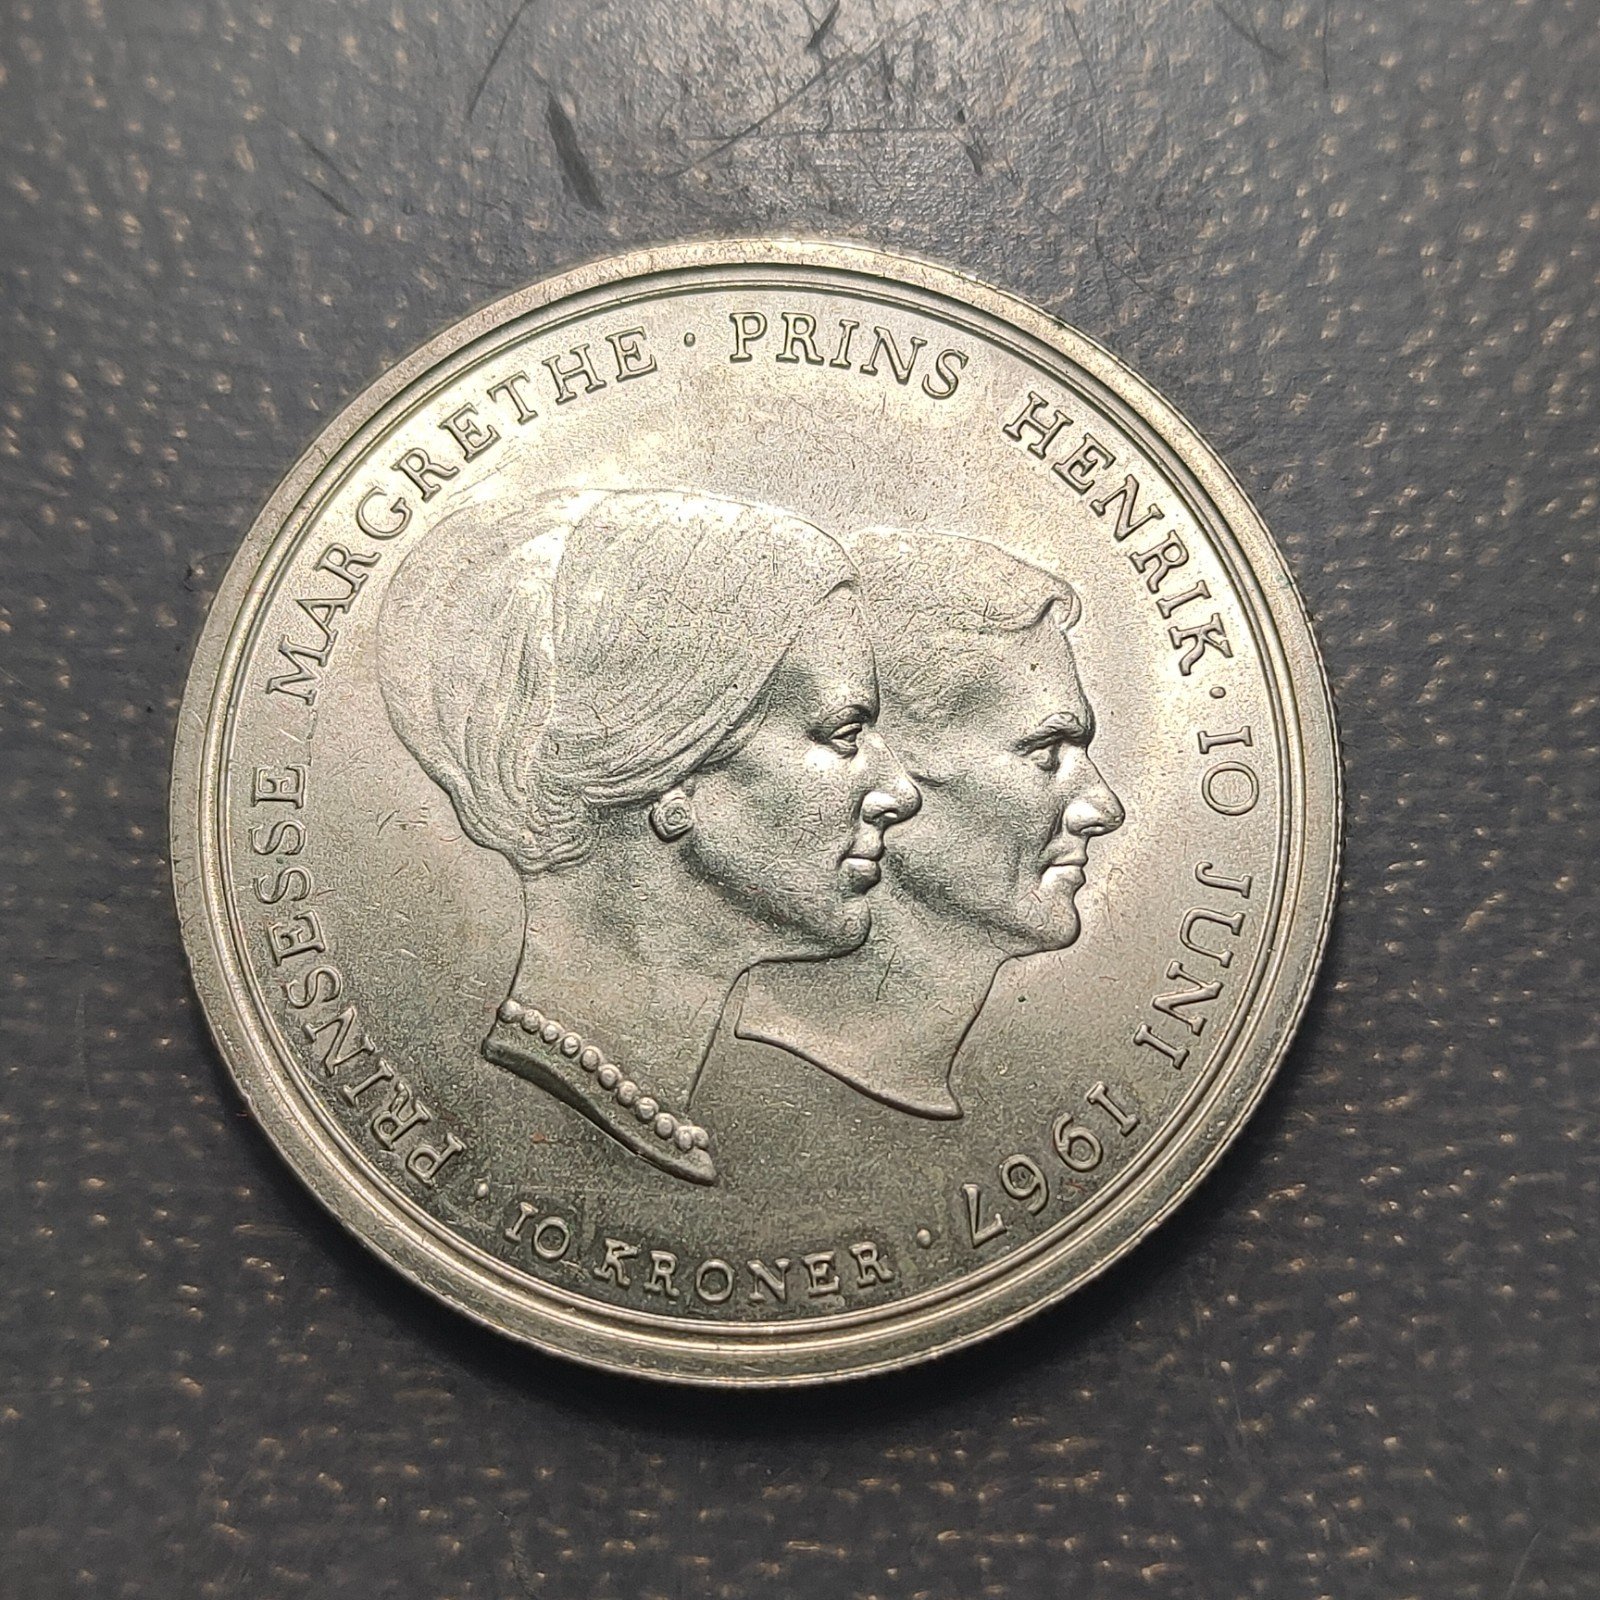 PRINSESSE MARGRETHE · PRINS HENRIK · 10 JUNI 1967 ·
10 KRONER ·